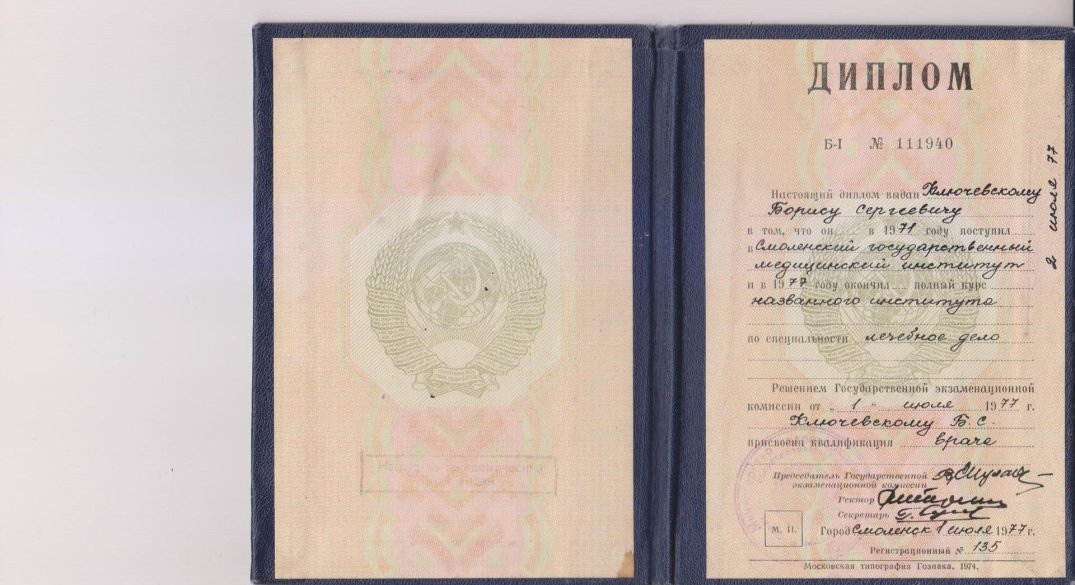 ДИПЛОМ
Б-I № 111940
Настоящий диплом выдан Ключевскому
Борису Сергеевичу
в том, что он в 1971 году поступил
в Смоленский государственный
медицинский институт
и в 1977 году окончил полный курс
названного института
по специальности лечебное дело
Решением Государственной экзаменационной
комиссии от „1" июля 1977 г.
Ключевскому Б. С.
присвоена квалификация врача
Председатель Государственной
экзаменационной комиссии
Ректор
Секретарь
М. П. Город Смоленск 1 июля 1977 г.
Регистрационный № 135
Московская типография Гознака, 1974.
2 июля 77